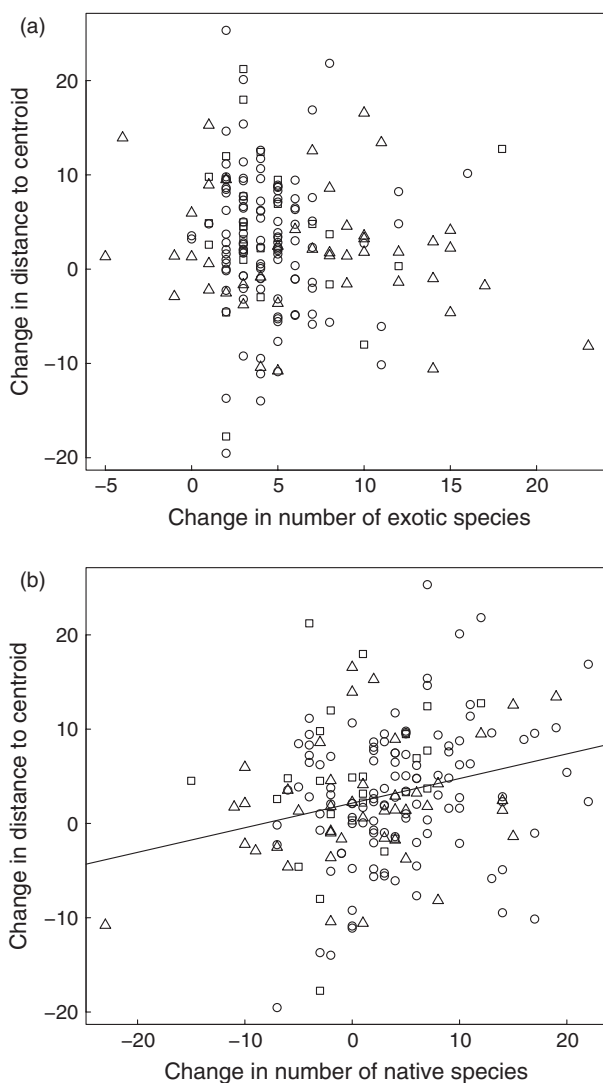 (a)
20
10
0
−10
−20
Change in distance to centroid
−5 0 5 10 15 20
Change in number of exotic species
(b)
20
10
0
−10
−20
Change in distance to centroid
−20 −10 0 10 20
Change in number of native species